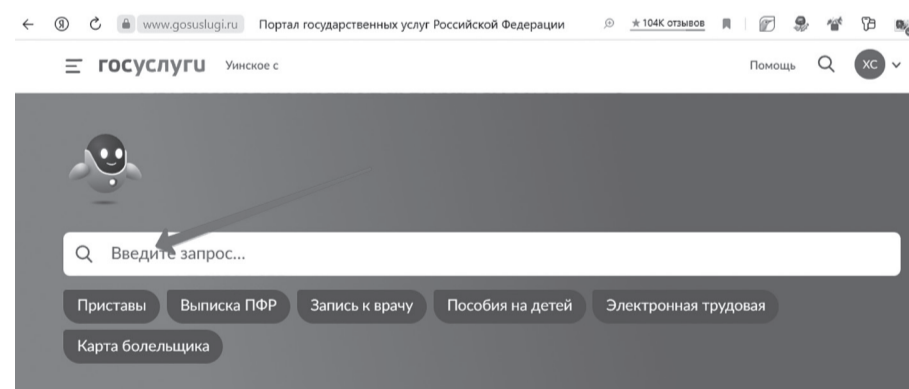 www.gosuslugi.ru Портал государственных услуг Российской Федерации ★ 104K отзывов
госуслуги Уинское с Помощь ХС
Введите запрос...
Приставы Выписка ПФР Запись к врачу Пособия на детей Электронная трудовая
Карта болельщика